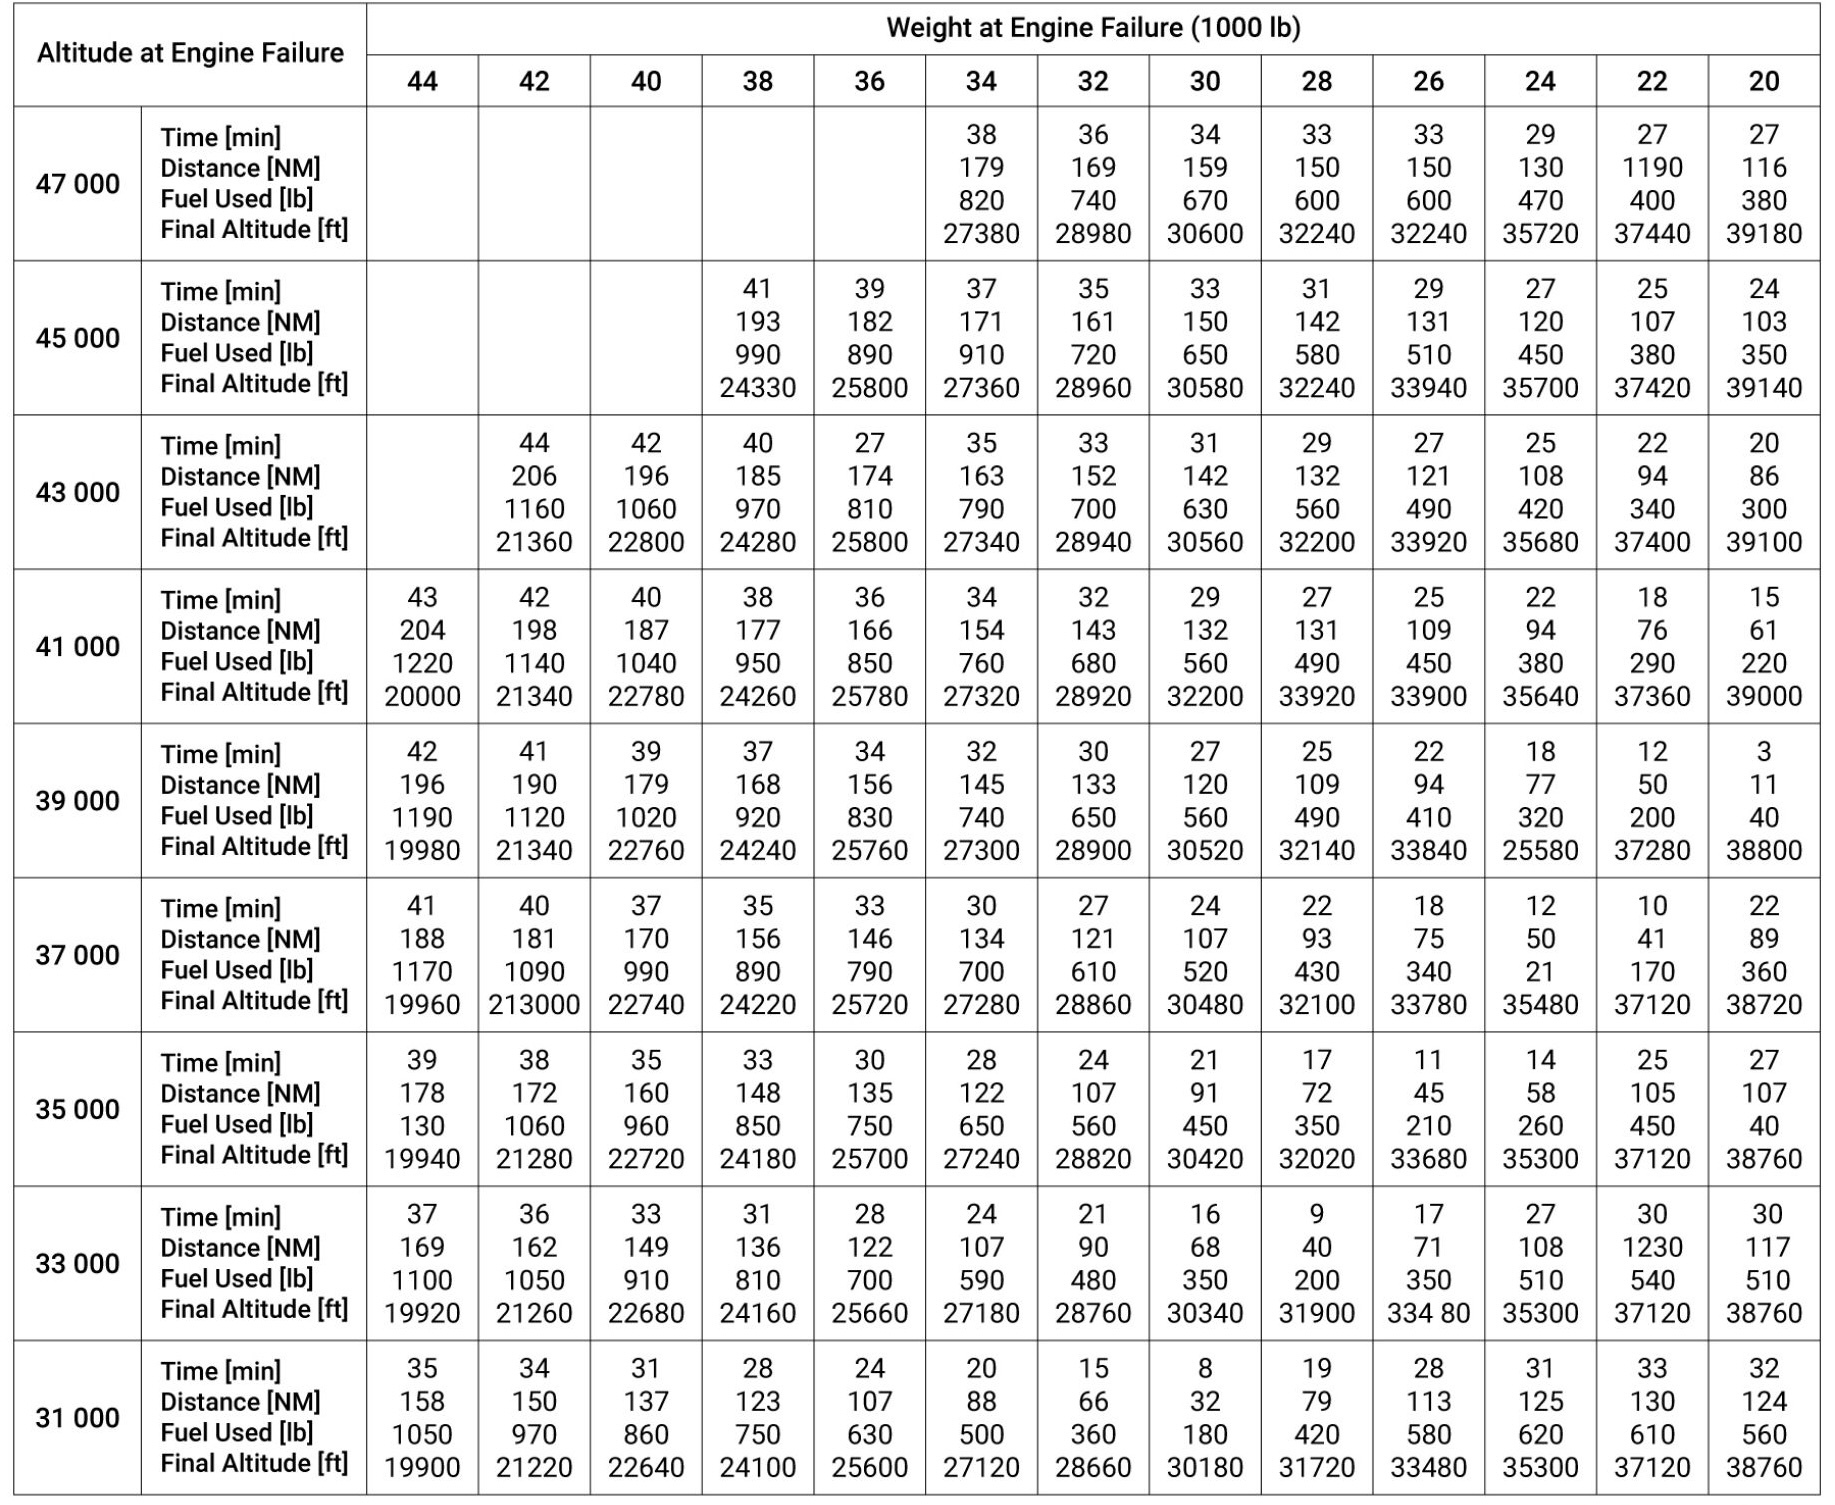 Altitude at Engine Failure
Weight at Engine Failure (1000 lb)
44 42 40 38 36 34 32 30 28 26 24 22 20
47 000
Time [min] 38 36 34 33 33 29 27 27
Distance [NM] 179 169 159 150 150 130 1190 116
Fuel Used [lb] 820 740 670 600 600 470 400 380
Final Altitude [ft] 27380 28980 30600 32240 32240 35720 37440 39180
45 000
Time [min] 41 39 37 35 33 31 29 27 25 24
Distance [NM] 193 182 171 161 150 142 131 120 107 103
Fuel Used [lb] 990 890 910 720 650 580 510 450 380 350
Final Altitude [ft] 24330 25800 27360 28960 30580 32240 33940 35700 37420 39140
43 000
Time [min] 44 42 40 27 35 33 31 29 27 25 22 20
Distance [NM] 206 196 185 174 163 152 142 132 121 108 94 86
Fuel Used [lb] 1160 1060 970 810 790 700 630 560 490 420 340 300
Final Altitude [ft] 21360 22800 24280 25800 27340 28940 30560 32200 33920 35680 37400 39100
41 000
Time [min] 43 42 40 38 36 34 32 29 27 25 22 18 15
Distance [NM] 204 198 187 177 166 154 143 132 131 109 94 76 61
Fuel Used [lb] 1220 1140 1040 950 850 760 680 560 490 450 380 290 220
Final Altitude [ft] 20000 21340 22780 24260 25780 27320 28920 32200 33920 33900 35640 37360 39000
39 000
Time [min] 42 41 39 37 34 32 30 27 25 22 18 12 3
Distance [NM] 196 190 179 168 156 145 133 120 109 94 77 50 11
Fuel Used [lb] 1190 1120 1020 920 830 740 650 560 490 410 320 200 40
Final Altitude [ft] 19980 21340 22760 24240 25760 27300 28900 30520 32140 33840 25580 37280 38800
37 000
Time [min] 41 40 37 35 33 30 27 24 22 18 12 10 22
Distance [NM] 188 181 170 156 146 134 121 107 93 75 50 41 89
Fuel Used [lb] 1170 1090 990 890 790 700 610 520 430 340 21 170 360
Final Altitude [ft] 19960 213000 22740 24220 25720 27280 28860 30480 32100 33780 35480 37120 38720
35 000
Time [min] 39 38 35 33 30 28 24 21 17 11 14 25 27
Distance [NM] 178 172 160 148 135 122 107 91 72 45 58 105 107
Fuel Used [lb] 130 1060 960 850 750 650 560 450 350 210 260 450 40
Final Altitude [ft] 19940 21280 22720 24180 25700 27240 28820 30420 32020 33680 35300 37120 38760
33 000
Time [min] 37 36 33 31 28 24 21 16 9 17 27 30 30
Distance [NM] 169 162 149 136 122 107 90 68 40 71 108 1230 117
Fuel Used [lb] 1100 1050 910 810 700 590 480 350 200 350 510 540 510
Final Altitude [ft] 19920 21260 22680 24160 25660 27180 28760 30340 31900 334 80 35300 37120 38760
31 000
Time [min] 35 34 31 28 24 20 15 8 19 28 31 33 32
Distance [NM] 158 150 137 123 107 88 66 32 79 113 125 130 124
Fuel Used [lb] 1050 970 860 750 630 500 360 180 420 580 620 610 560
Final Altitude [ft] 19900 21220 22640 24100 25600 27120 28660 30180 31720 33480 35300 37120 38760